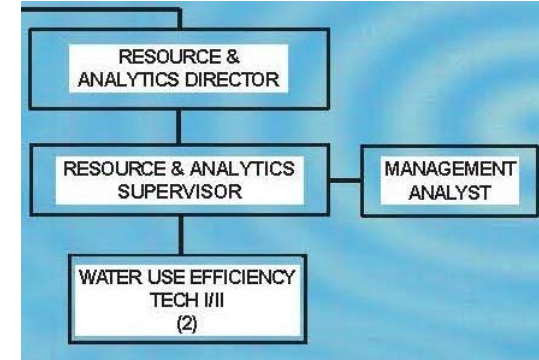 RESOURCE &
ANALYTICS DIRECTOR
RESOURCE & ANALYTICS
SUPERVISOR
MANAGEMENT
ANALYST
WATER USE EFFICIENCY
TECH I/II
(2)